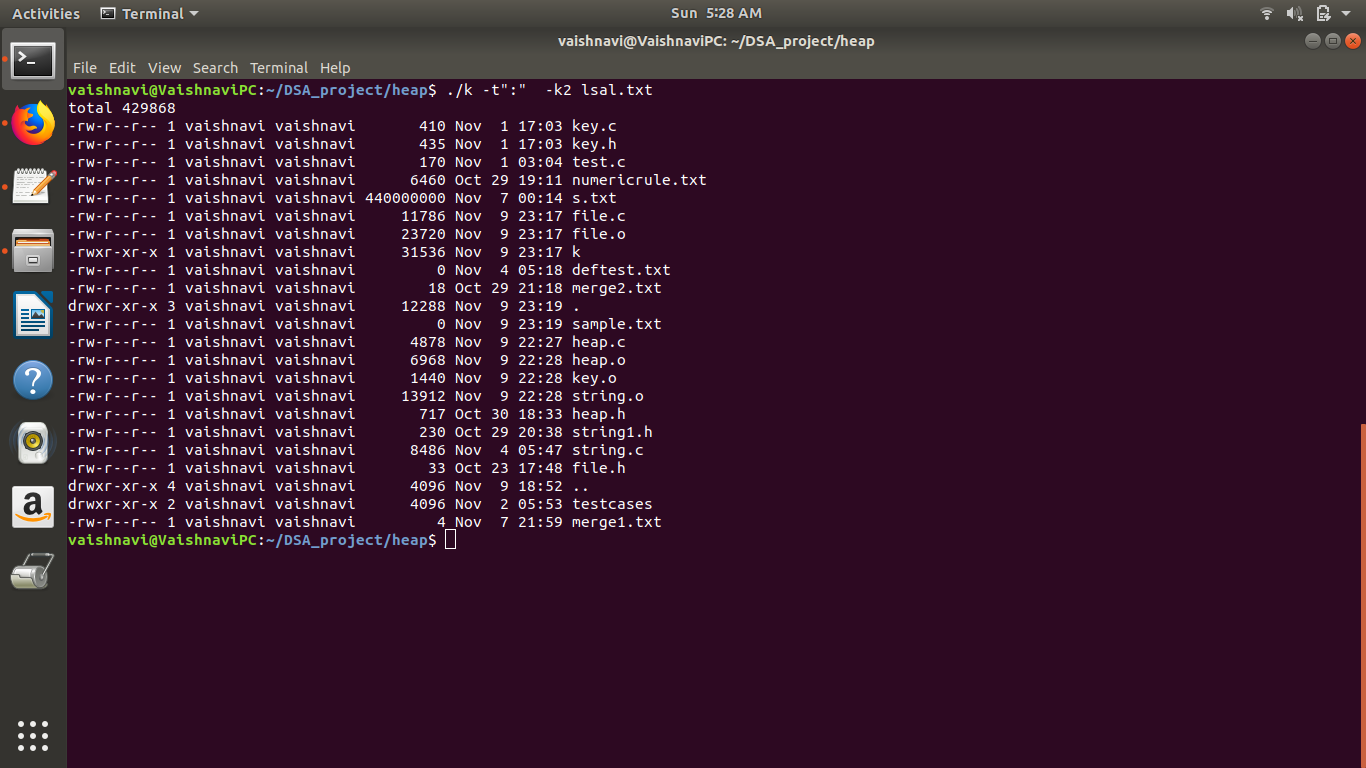 Activities Terminal Sun 5:28 AM
vaishnavi@VaishnaviPC: ~/DSA_project/heap
File Edit View Search Terminal Help
vaishnavi@VaishnaviPC:~/DSA_project/heap$ ./k -t":"  -k2 lsal.txt
total 429868
-rw-r--r-- 1 vaishnavi vaishnavi       410 Nov  1 17:03 key.c
-rw-r--r-- 1 vaishnavi vaishnavi       435 Nov  1 17:03 key.h
-rw-r--r-- 1 vaishnavi vaishnavi       170 Nov  1 03:04 test.c
-rw-r--r-- 1 vaishnavi vaishnavi      6460 Oct 29 19:11 numericrule.txt
-rw-r--r-- 1 vaishnavi vaishnavi 440000000 Nov  7 00:14 s.txt
-rw-r--r-- 1 vaishnavi vaishnavi     11786 Nov  9 23:17 file.c
-rw-r--r-- 1 vaishnavi vaishnavi     23720 Nov  9 23:17 file.o
-rwxr-xr-x 1 vaishnavi vaishnavi     31536 Nov  9 23:17 k
-rw-r--r-- 1 vaishnavi vaishnavi         0 Nov  4 05:18 deftest.txt
-rw-r--r-- 1 vaishnavi vaishnavi        18 Oct 29 21:18 merge2.txt
drwxr-xr-x 3 vaishnavi vaishnavi     12288 Nov  9 23:19 .
-rw-r--r-- 1 vaishnavi vaishnavi         0 Nov  9 23:19 sample.txt
-rw-r--r-- 1 vaishnavi vaishnavi      4878 Nov  9 22:27 heap.c
-rw-r--r-- 1 vaishnavi vaishnavi      6968 Nov  9 22:28 heap.o
-rw-r--r-- 1 vaishnavi vaishnavi      1440 Nov  9 22:28 key.o
-rw-r--r-- 1 vaishnavi vaishnavi     13912 Nov  9 22:28 string.o
-rw-r--r-- 1 vaishnavi vaishnavi       717 Oct 30 18:33 heap.h
-rw-r--r-- 1 vaishnavi vaishnavi       230 Oct 29 20:38 string1.h
-rw-r--r-- 1 vaishnavi vaishnavi      8486 Nov  4 05:47 string.c
-rw-r--r-- 1 vaishnavi vaishnavi        33 Oct 23 17:48 file.h
drwxr-xr-x 4 vaishnavi vaishnavi      4096 Nov  9 18:52 ..
drwxr-xr-x 2 vaishnavi vaishnavi      4096 Nov  2 05:53 testcases
-rw-r--r-- 1 vaishnavi vaishnavi         4 Nov  7 21:59 merge1.txt
vaishnavi@VaishnaviPC:~/DSA_project/heap$